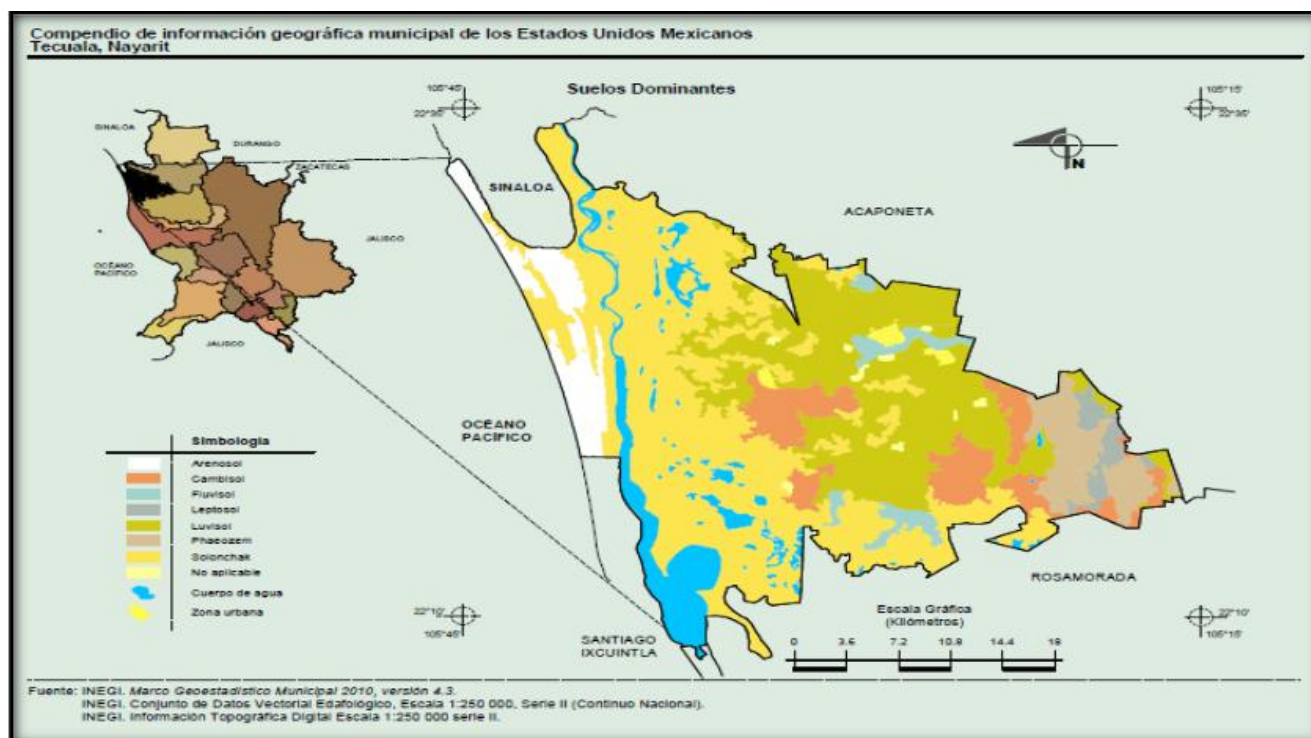 Compendio de información geográfica municipal de los Estados Unidos Mexicanos
Tecuala, Nayarit
Suelos Dominantes
105°45'
22°35'
105°15'
22°35'
N
SINALOA
DURANGO
ZACATECAS
JALISCO
OCÉANO
PACÍFICO
JALISCO
SINALOA
ACAPONETA
OCÉANO
PACÍFICO
ROSAMORADA
SANTIAGO
IXCUINTLA
22°10'
105°45'
22°10'
105°15'
Simbología
Arenosol
Cambisol
Fluvisol
Leptosol
Luvisol
Phaeozem
Solonchak
No aplicable
Cuerpo de agua
Zona urbana
Escala Gráfica
(Kilómetros)
0 3.6 7.2 10.8 14.4 18
Fuente: INEGI. Marco Geoestadístico Municipal 2010, versión 4.3.
INEGI. Conjunto de Datos Vectorial Edafológico, Escala 1:250 000, Serie II (Continuo Nacional).
INEGI. Información Topográfica Digital Escala 1:250 000 serie II.